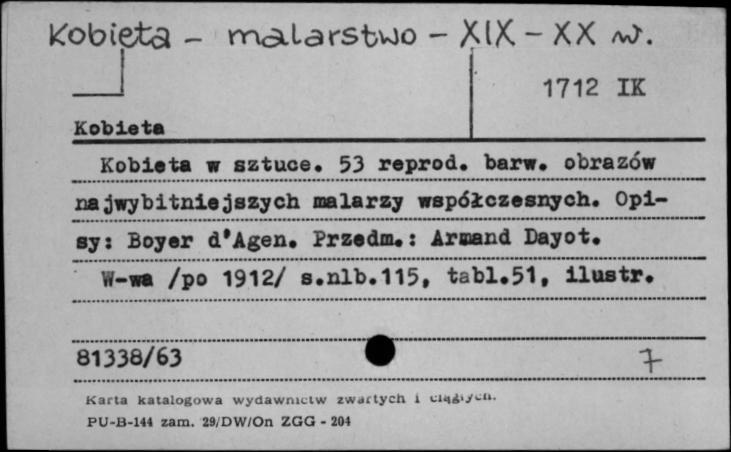 Kobieta - malarstwo - XIX - XX w.
1712 IK
Kobieta
Kobieta w sztuce. 53 reprod. barw. obrazów
najwybitniejszych malarzy współczesnych. Opi-
sy: Boyer d'Agen. Przedm.: Armand Dayot.
W-wa /po 1912/ s.nlb.115, tabl.51, ilustr.
81338/63
7
Karta katalogowa wydawnictw zwartych i ciągłych.
PU-B-144 zam. 29/DW/On ZGG - 204